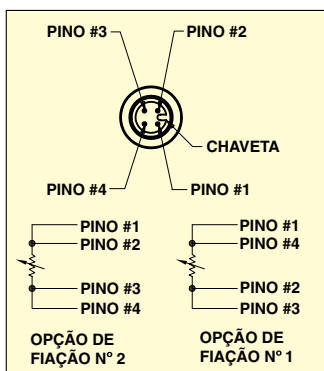 PINO #3
PINO #2
CHAVETA
PINO #4
PINO #1
PINO #1
PINO #2
PINO #3
PINO #4
OPÇÃO DE
FIAÇÃO Nº 2
PINO #1
PINO #4
PINO #2
PINO #3
OPÇÃO DE
FIAÇÃO Nº 1